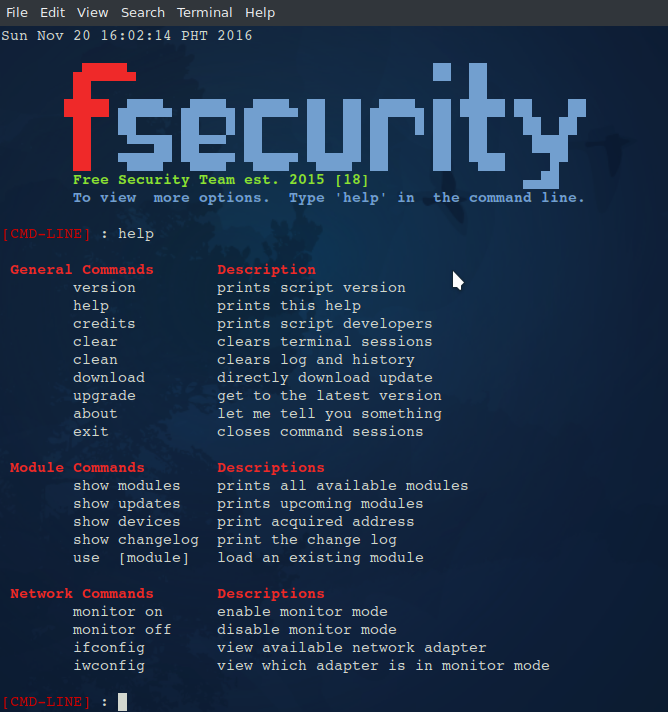 File Edit View Search Terminal Help
Sun Nov 20 16:02:14 PHT 2016
fsecurity
Free Security Team est. 2015 [18]
To view  more options.  Type 'help' in  the command line.
[CMD-LINE] : help
General Commands Description
version prints script version
help prints this help
credits prints script developers
clear clears terminal sessions
clean clears log and history
download directly download update
upgrade get to the latest version
about let me tell you something
exit closes command sessions
Module Commands Descriptions
show modules prints all available modules
show updates prints upcoming modules
show devices print acquired address
show changelog print the change log
use  [module] load an existing module
Network Commands Descriptions
monitor on enable monitor mode
monitor off disable monitor mode
ifconfig view available network adapter
iwconfig view which adapter is in monitor mode
[CMD-LINE] :